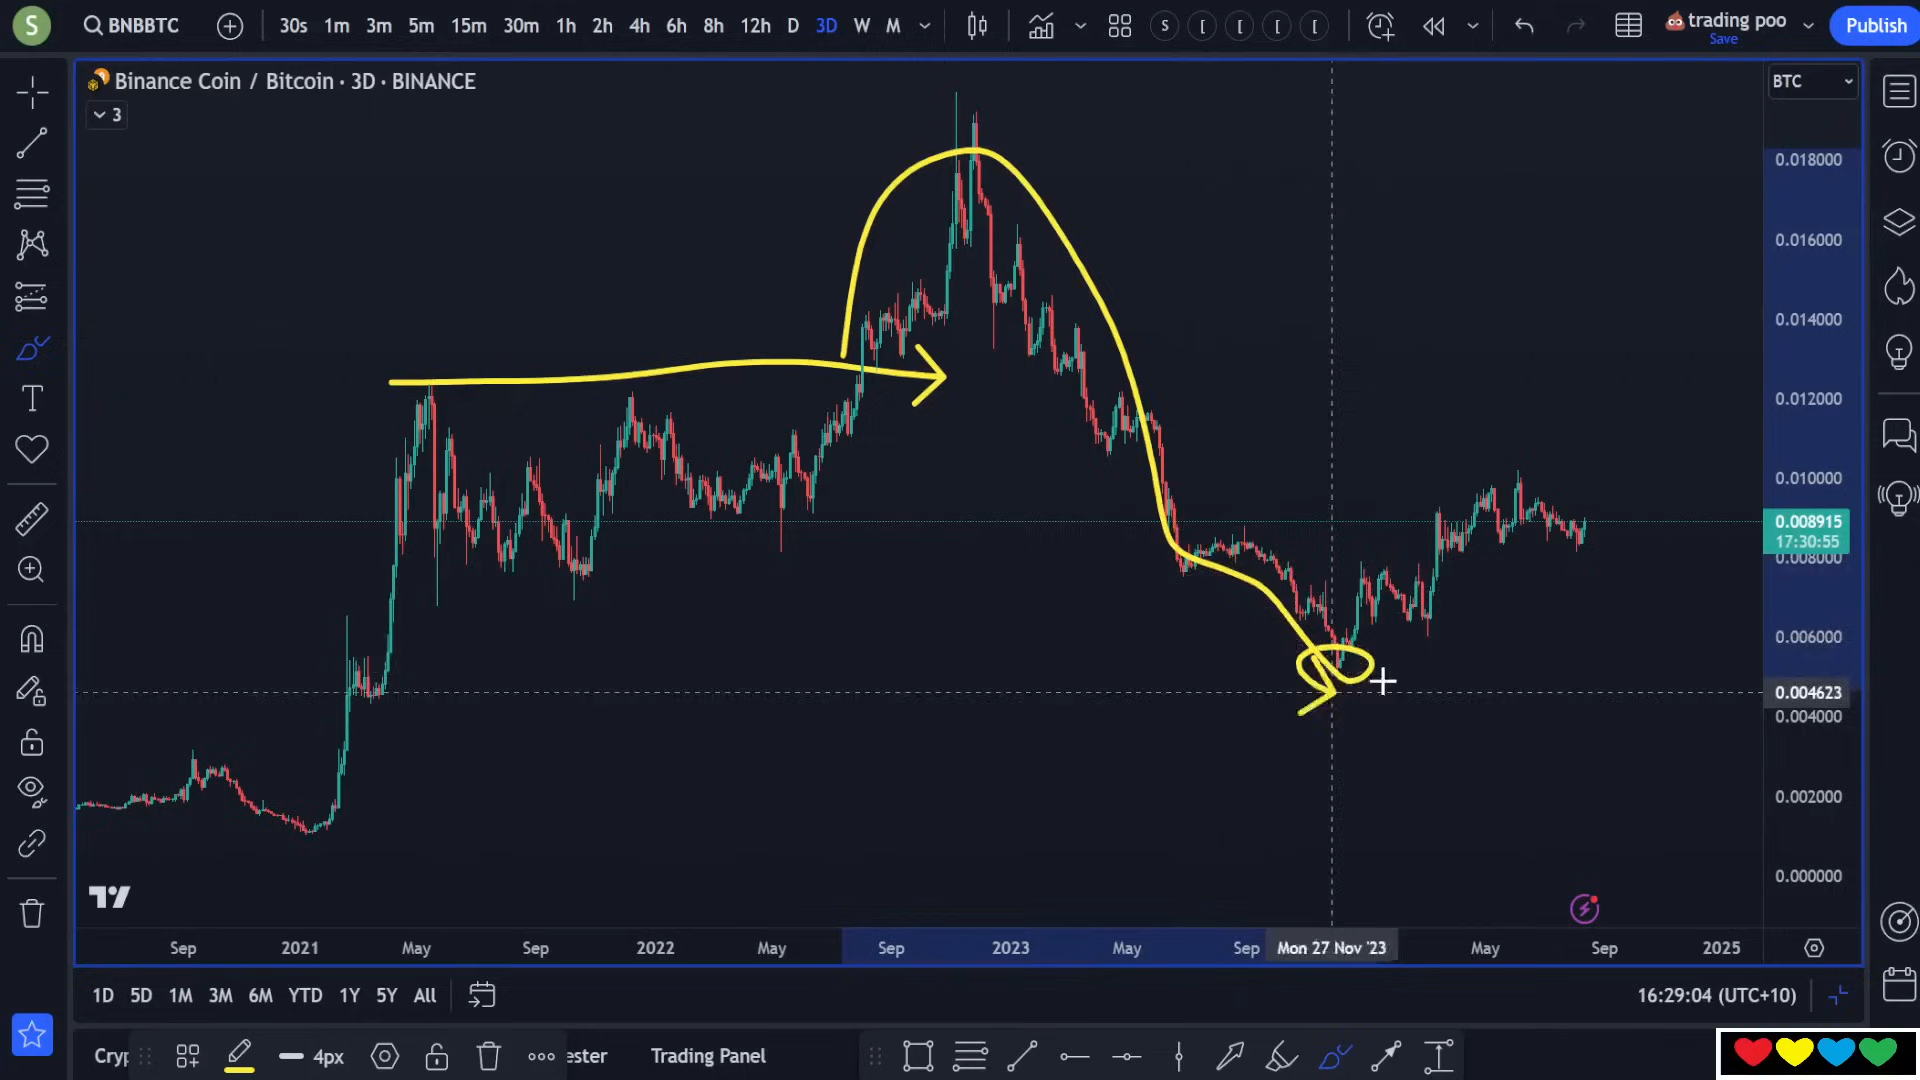 S BNBBTC 30s 1m 3m 5m 15m 30m 1h 2h 4h 6h 8h 12h D 3D W M S [ [ [ [ trading poo Save Publish
Binance Coin / Bitcoin · 3D · BINANCE BTC
3
0.018000
0.016000
0.014000
0.012000
0.010000
0.008915
17:30:55
0.008000
0.006000
0.004623
0.004000
0.002000
0.000000
Sep 2021 May Sep 2022 May Sep 2023 May Sep Mon 27 Nov '23 May Sep 2025
1D 5D 1M 3M 6M YTD 1Y 5Y All 16:29:04 (UTC+10)
Cryp 4px ester Trading Panel